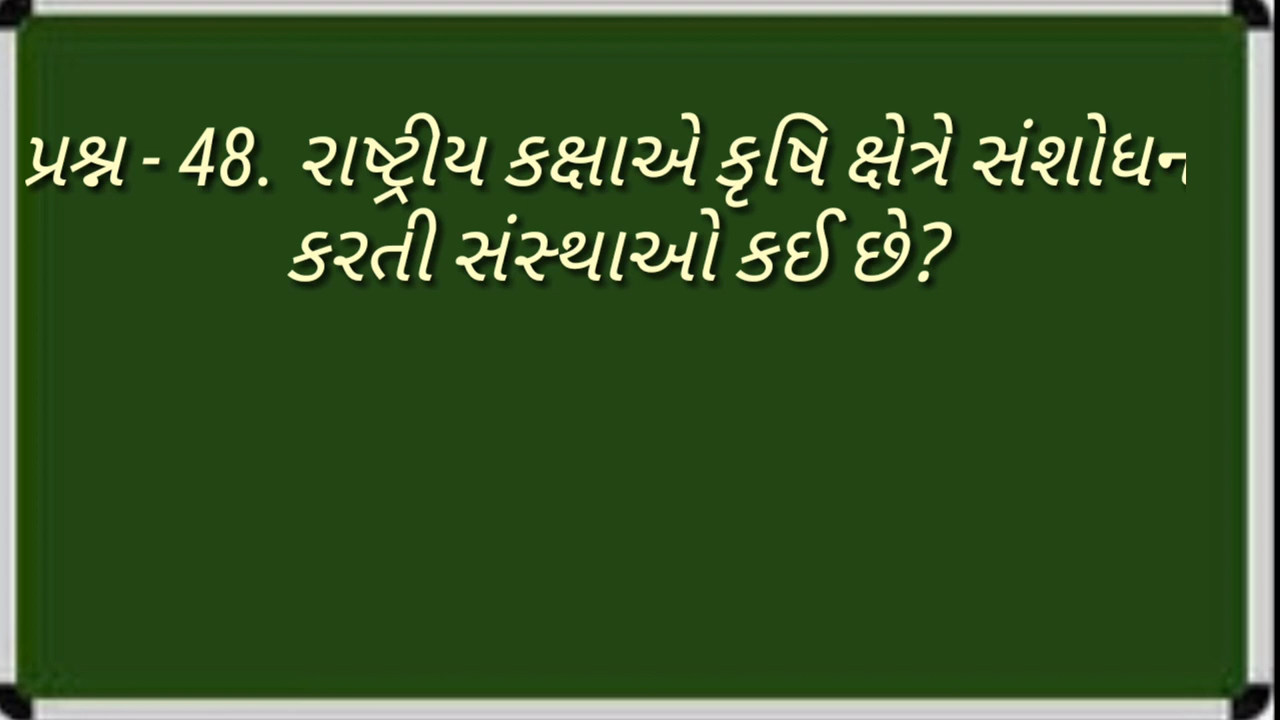 પ્રશ્ન - 48. રાષ્ટ્રીય કક્ષાએ કૃષિ ક્ષેત્રે સંશોધન
કરતી સંસ્થાઓ કઈ છે?